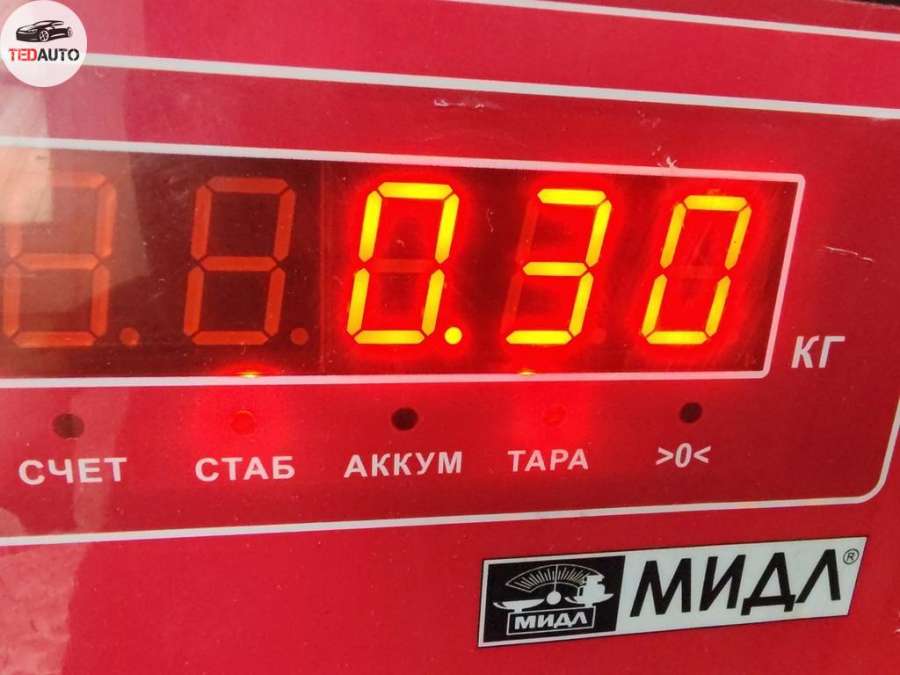 TEDAUTO
0.30
КГ
СЧЕТ СТАБ АККУМ ТАРА >0<
МИДЛ МИДЛ®